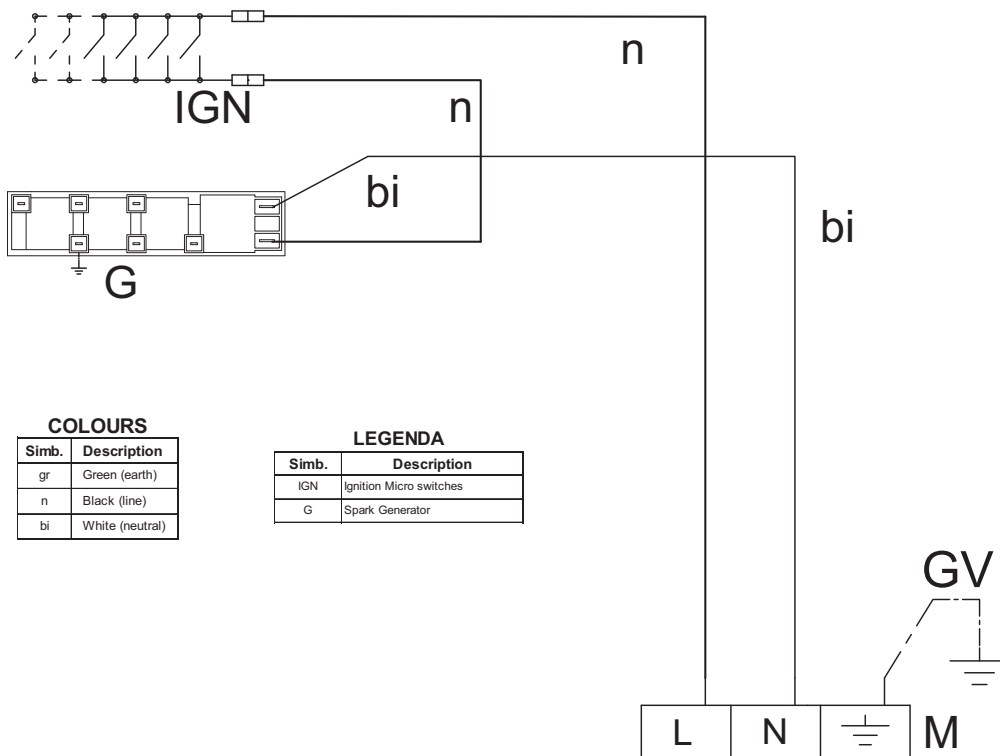 n
IGN
n
bi
bi
G
COLOURS
Simb. Description
gr Green (earth)
n Black (line)
bi White (neutral)
LEGENDA
Simb. Description
IGN Ignition Micro switches
G Spark Generator
GV
L N M